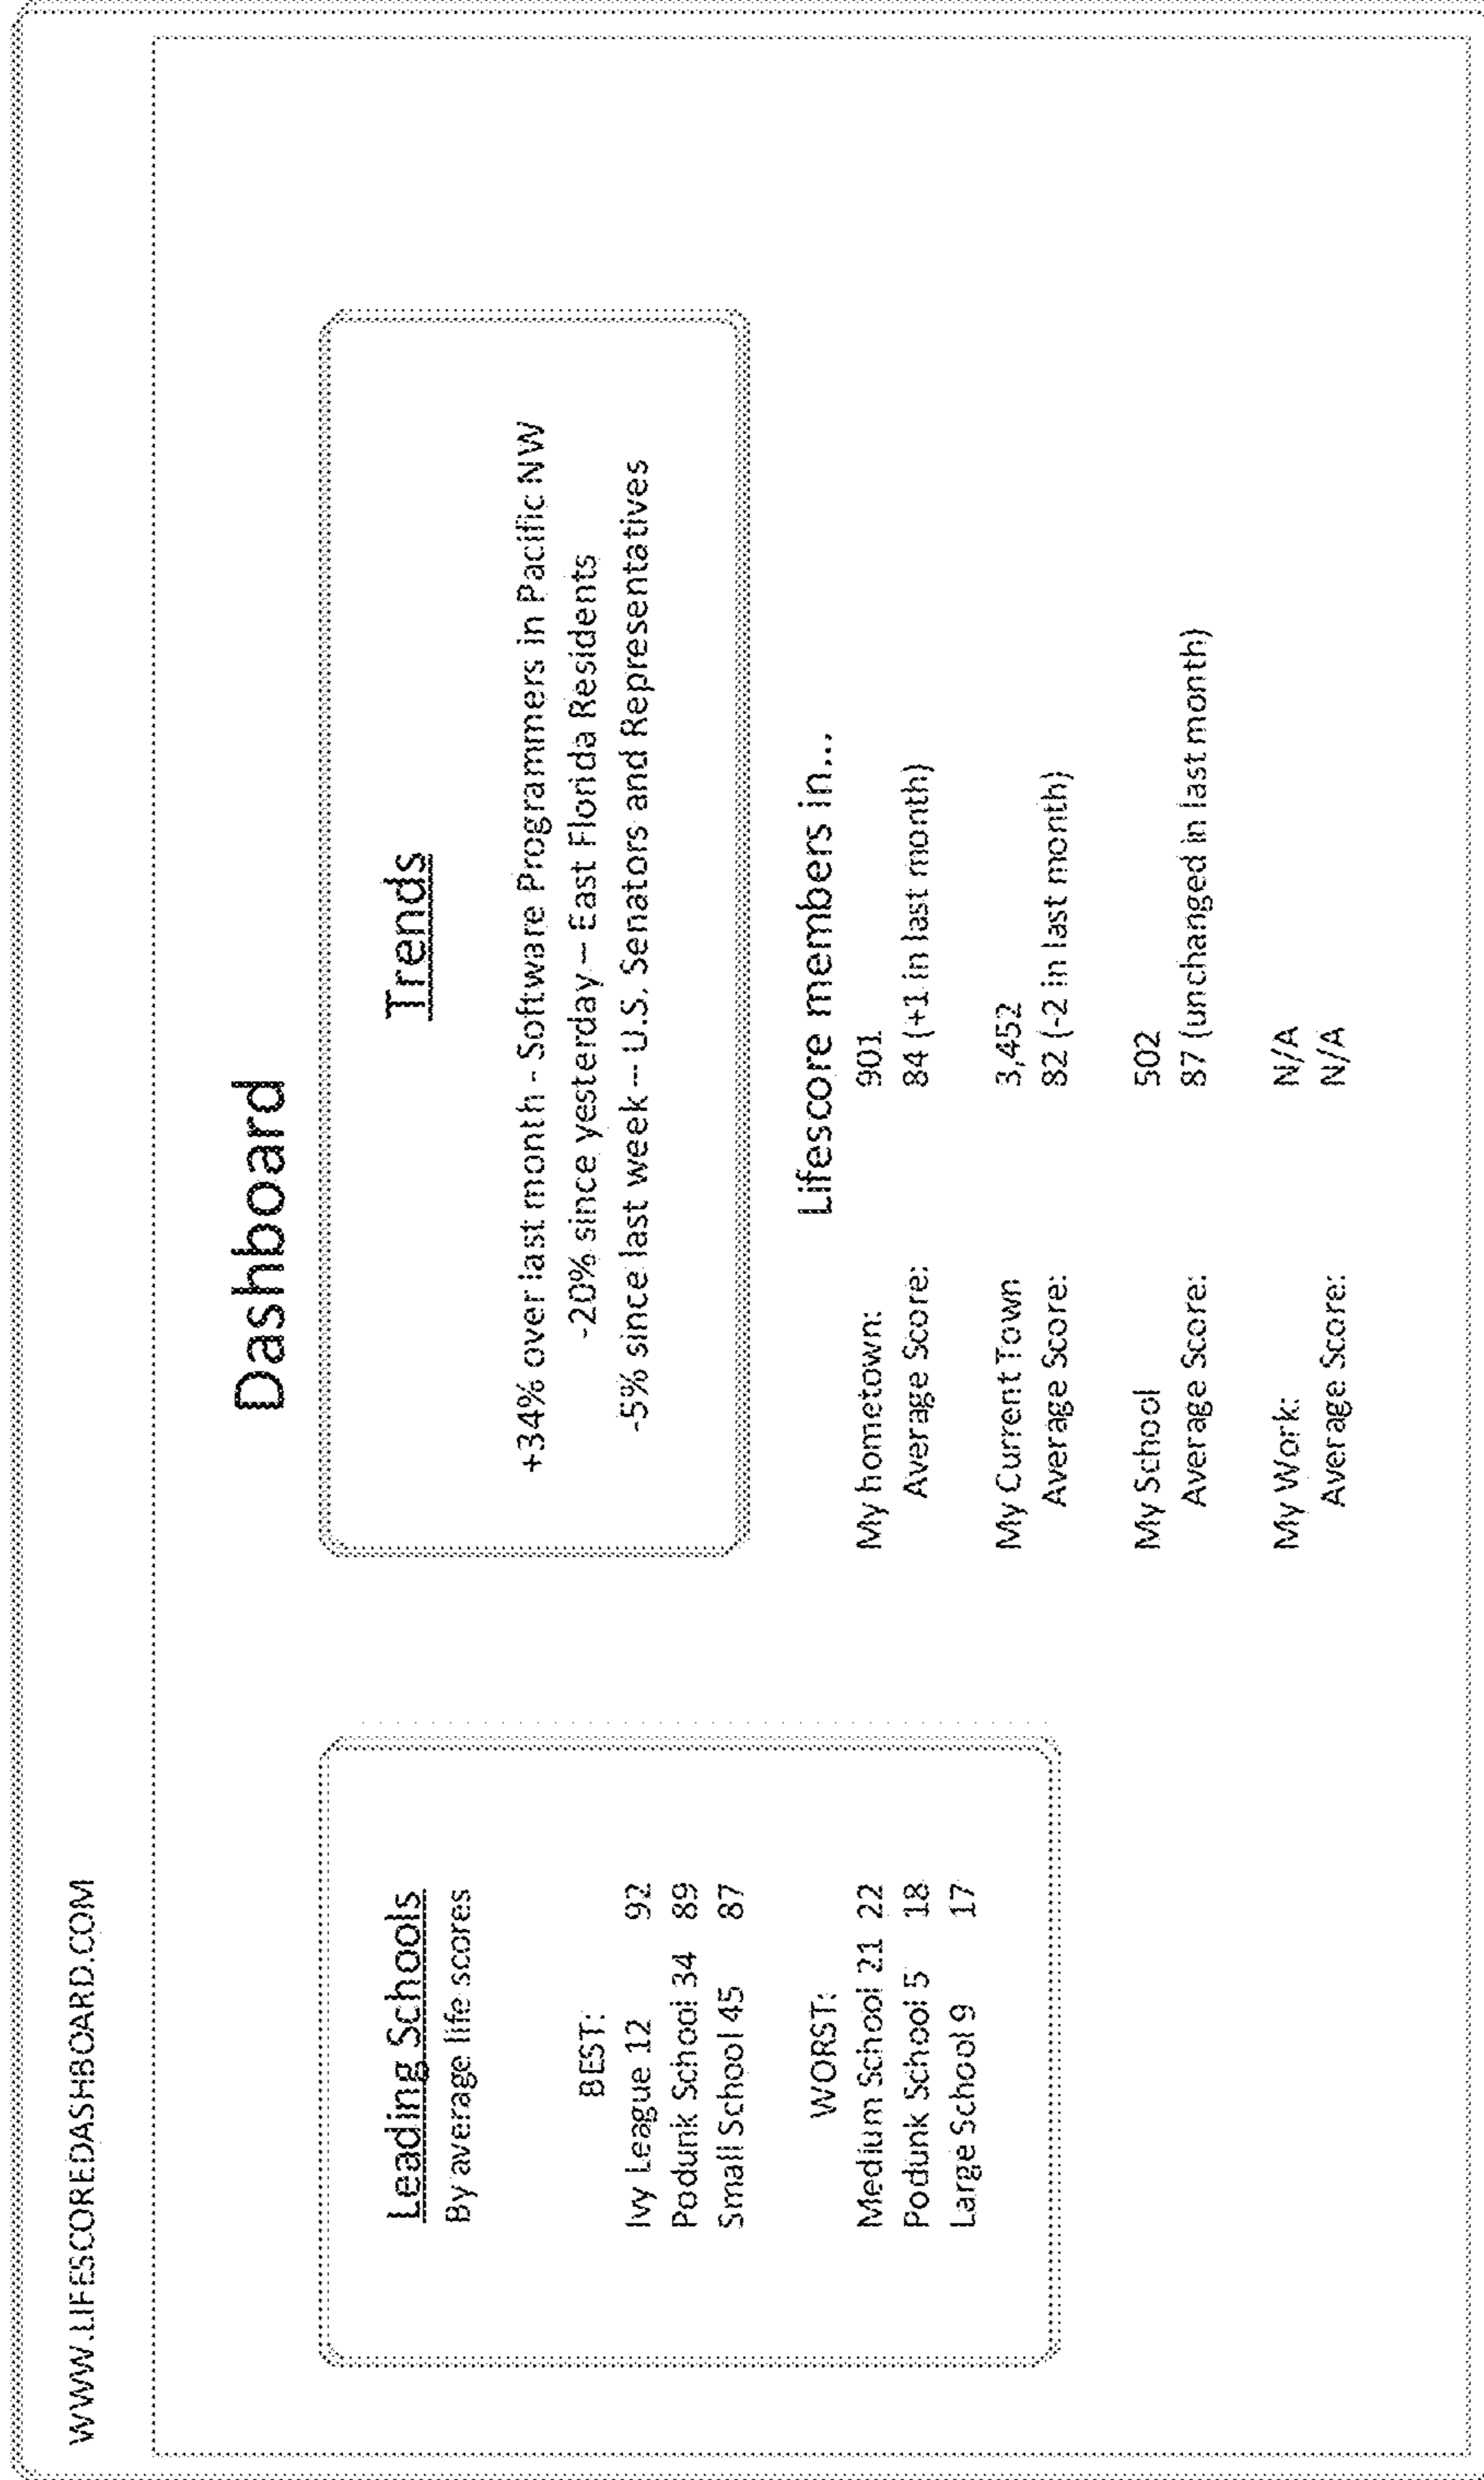 WWW.LIFESCOREDASHBOARD.COM
Dashboard
Leading Schools
By average life scores
BEST:
Ivy League 12 92
Podunk School 34 89
Small School 45 87
WORST:
Medium School 21 22
Podunk School 5 18
Large School 9 17
Trends
+34% over last month - Software Programmers in Pacific NW
-20% since yesterday – East Florida Residents
-5% since last week – U.S. Senators and Representatives
Lifescore members in...
My hometown: 901
Average Score: 84 (+1 in last month)
My Current Town 3,452
Average Score: 82 (-2 in last month)
My School 502
Average Score: 87 (unchanged in last month)
My Work: N/A
Average Score: N/A